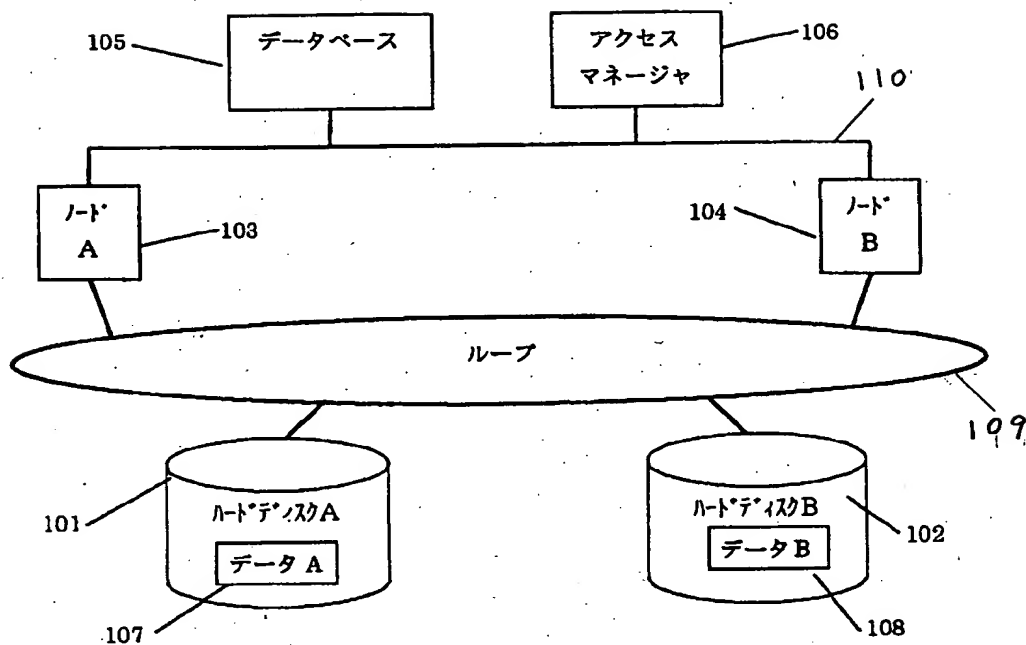 105
データベース
アクセス
マネージャ
106
110
ノード
A
103
104
ノード
B
ループ
109
101
ハードディスクA
データA
107
ハードディスクB
データB
102
108